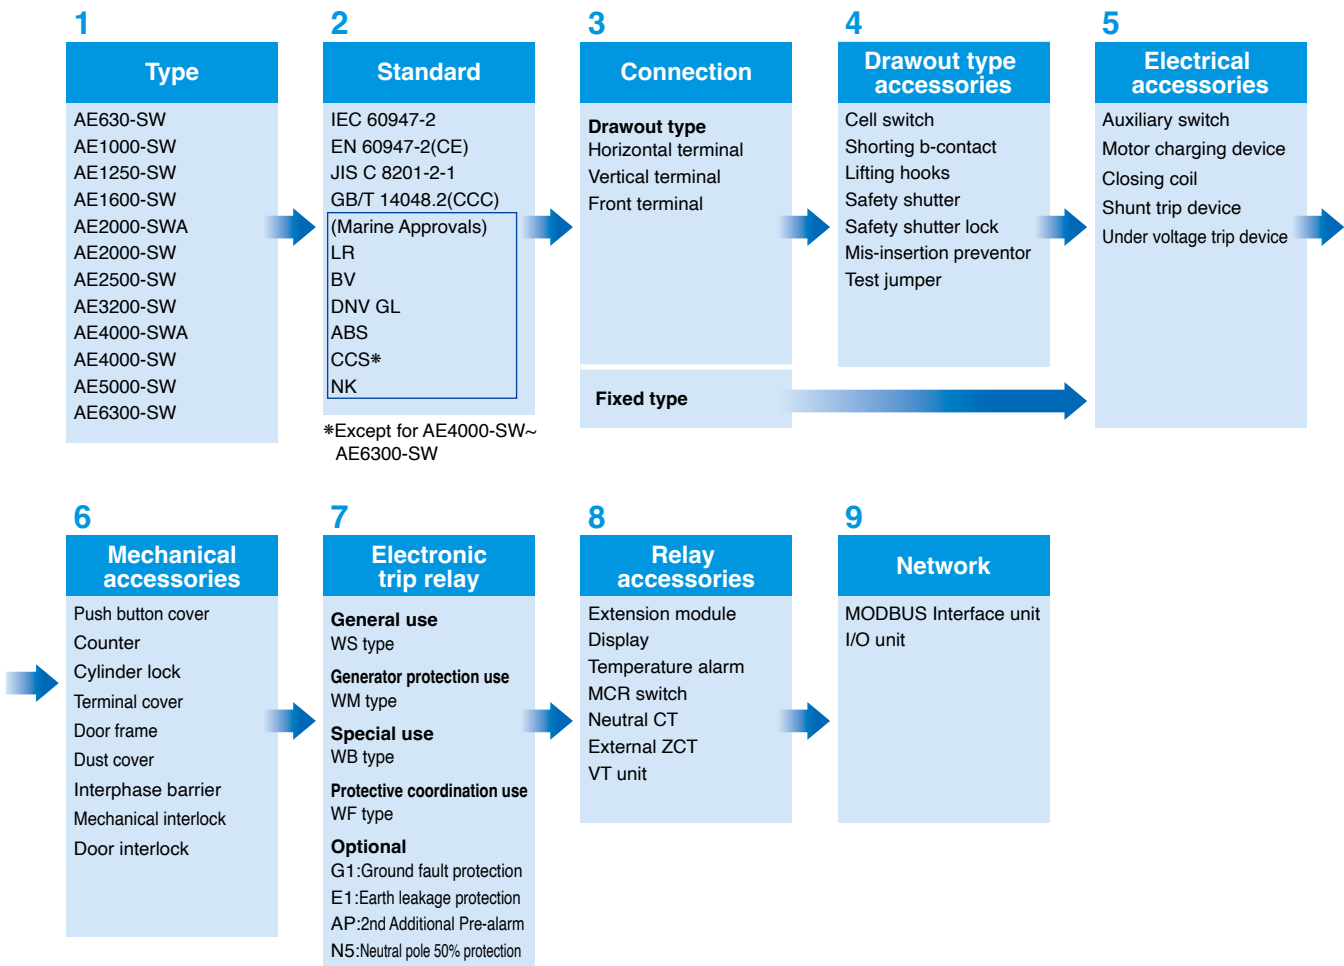 1
Type
AE630-SW
AE1000-SW
AE1250-SW
AE1600-SW
AE2000-SWA
AE2000-SW
AE2500-SW
AE3200-SW
AE4000-SWA
AE4000-SW
AE5000-SW
AE6300-SW
2
Standard
IEC 60947-2
EN 60947-2(CE)
JIS C 8201-2-1
GB/T 14048.2(CCC)
(Marine Approvals)
LR
BV
DNV GL
ABS
CCS*
NK
*Except for AE4000-SW~
AE6300-SW
3
Connection
Drawout type
Horizontal terminal
Vertical terminal
Front terminal
Fixed type
4
Drawout type
accessories
Cell switch
Shorting b-contact
Lifting hooks
Safety shutter
Safety shutter lock
Mis-insertion preventor
Test jumper
5
Electrical
accessories
Auxiliary switch
Motor charging device
Closing coil
Shunt trip device
Under voltage trip device
6
Mechanical
accessories
Push button cover
Counter
Cylinder lock
Terminal cover
Door frame
Dust cover
Interphase barrier
Mechanical interlock
Door interlock
7
Electronic
trip relay
General use
WS type
Generator protection use
WM type
Special use
WB type
Protective coordination use
WF type
Optional
G1:Ground fault protection
E1:Earth leakage protection
AP:2nd Additional Pre-alarm
N5:Neutral pole 50% protection
8
Relay
accessories
Extension module
Display
Temperature alarm
MCR switch
Neutral CT
External ZCT
VT unit
9
Network
MODBUS Interface unit
I/O unit